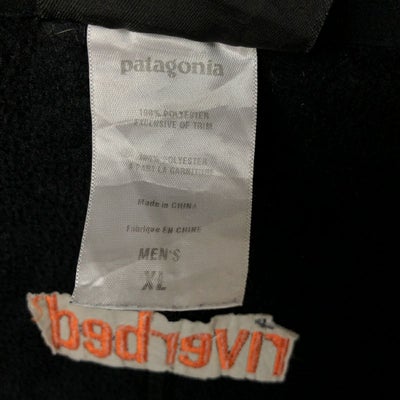 patagonia
100% POLYESTER
EXCLUSIVE OF TRIM
100% POLYESTER
À PART LA GARNITURE
Made in CHINA
Fabriqué EN CHINE
MEN'S
XL
riverbed